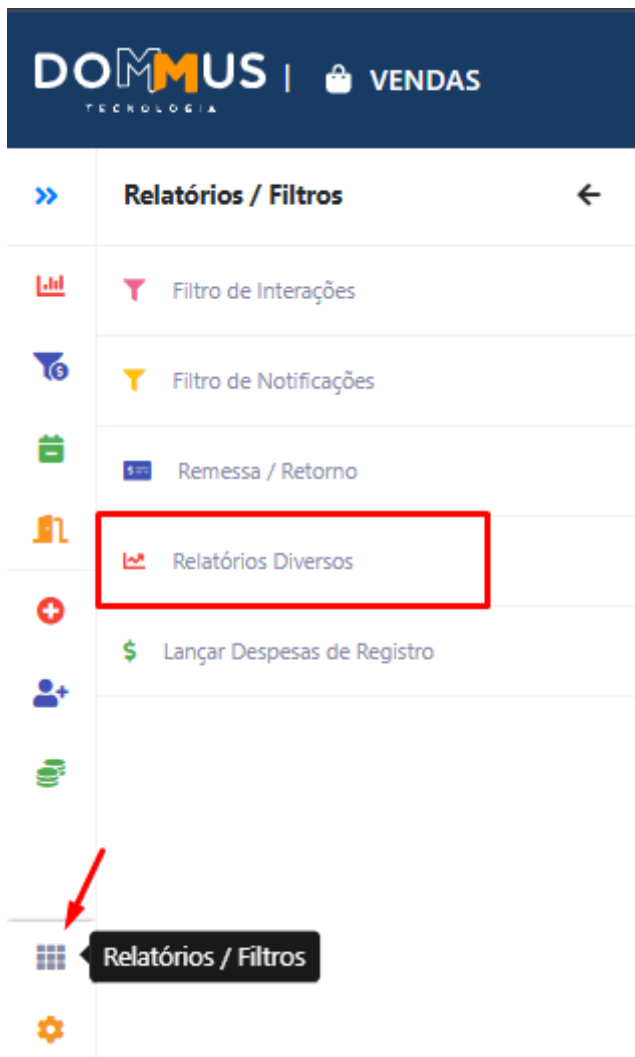 DOMMUS | VENDAS
TECNOLOGIA
Relatórios / Filtros
Filtro de Interações
Filtro de Notificações
Remessa / Retorno
Relatórios Diversos
$ Lançar Despesas de Registro
Relatórios / Filtros